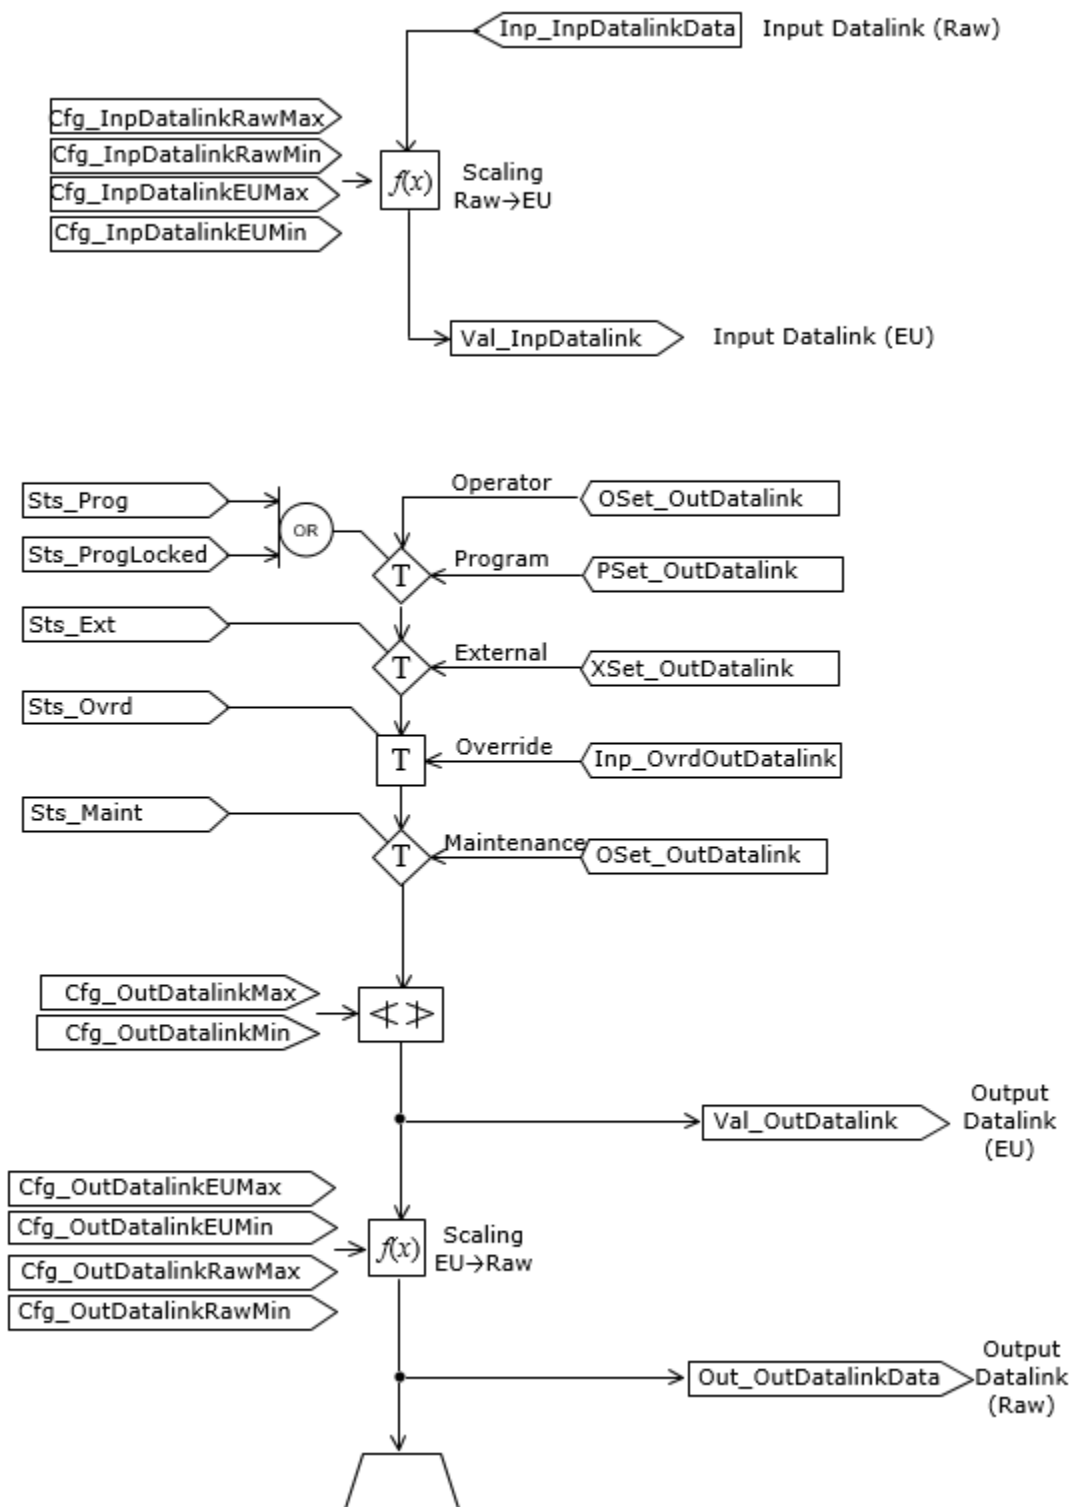 Inp_InpDatalinkData
Input Datalink (Raw)
Cfg_InpDatalinkRawMax
Cfg_InpDatalinkRawMin
Cfg_InpDatalinkEUMax
Cfg_InpDatalinkEUMin
f(x)
Scaling
Raw→EU
Val_InpDatalink
Input Datalink (EU)
Sts_Prog
Sts_ProgLocked
OR
Operator
OSet_OutDatalink
T
Program
PSet_OutDatalink
Sts_Ext
T
External
XSet_OutDatalink
Sts_Ovrd
T
Override
Inp_OvrdOutDatalink
Sts_Maint
T
Maintenance
OSet_OutDatalink
Cfg_OutDatalinkMax
Cfg_OutDatalinkMin
Val_OutDatalink
Output
Datalink
(EU)
Cfg_OutDatalinkEUMax
Cfg_OutDatalinkEUMin
Cfg_OutDatalinkRawMax
Cfg_OutDatalinkRawMin
f(x)
Scaling
EU→Raw
Out_OutDatalinkData
Output
Datalink
(Raw)